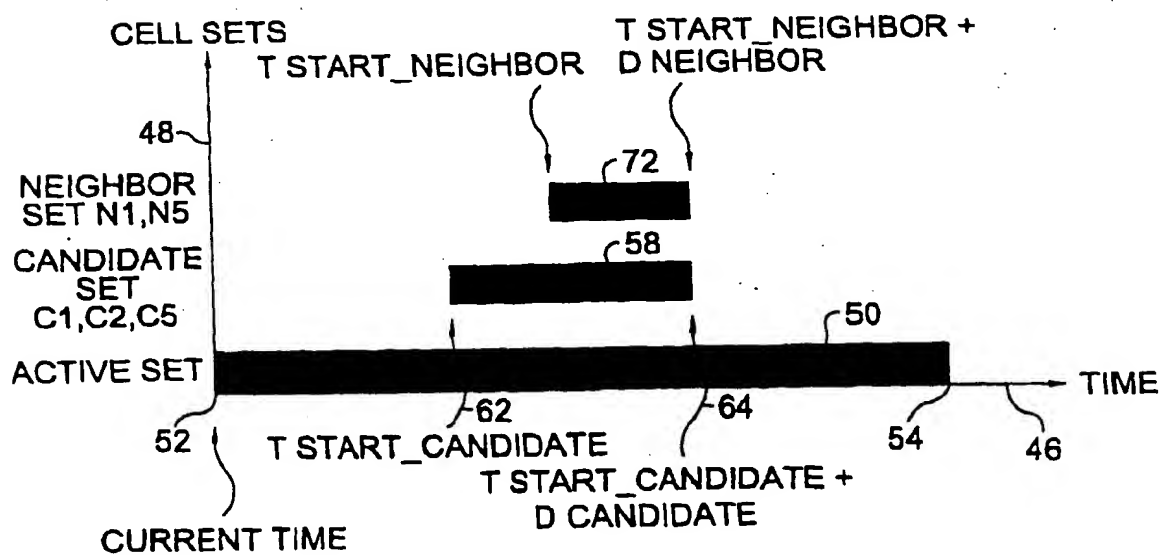 CELL SETS
T START_NEIGHBOR
T START_NEIGHBOR +
D NEIGHBOR
48
NEIGHBOR
SET N1,N5
72
CANDIDATE
SET
C1,C2,C5
58
50
ACTIVE SET
TIME
52
62
64
54
46
T START_CANDIDATE
T START_CANDIDATE +
D CANDIDATE
CURRENT TIME